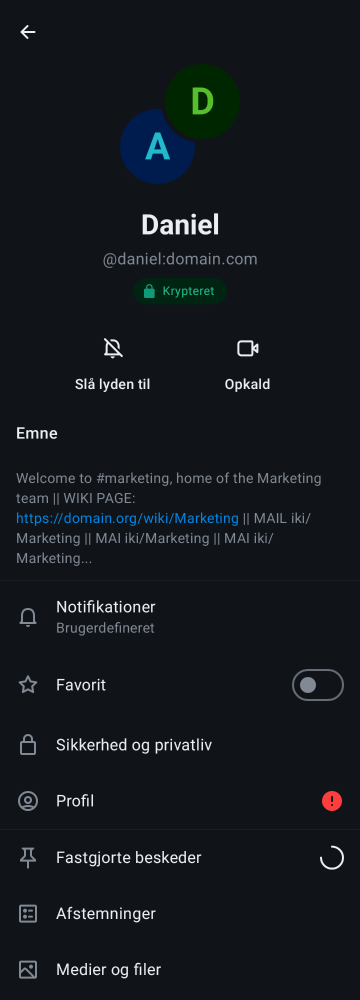 D
A
Daniel
@daniel:domain.com
Krypteret
Slå lyden til
Opkald
Emne
Welcome to #marketing, home of the Marketing
team || WIKI PAGE:
https://domain.org/wiki/Marketing || MAIL iki/
Marketing || MAI iki/Marketing || MAI iki/
Marketing...
Notifikationer
Brugerdefineret
Favorit
Sikkerhed og privatliv
Profil
Fastgjorte beskeder
Afstemninger
Medier og filer